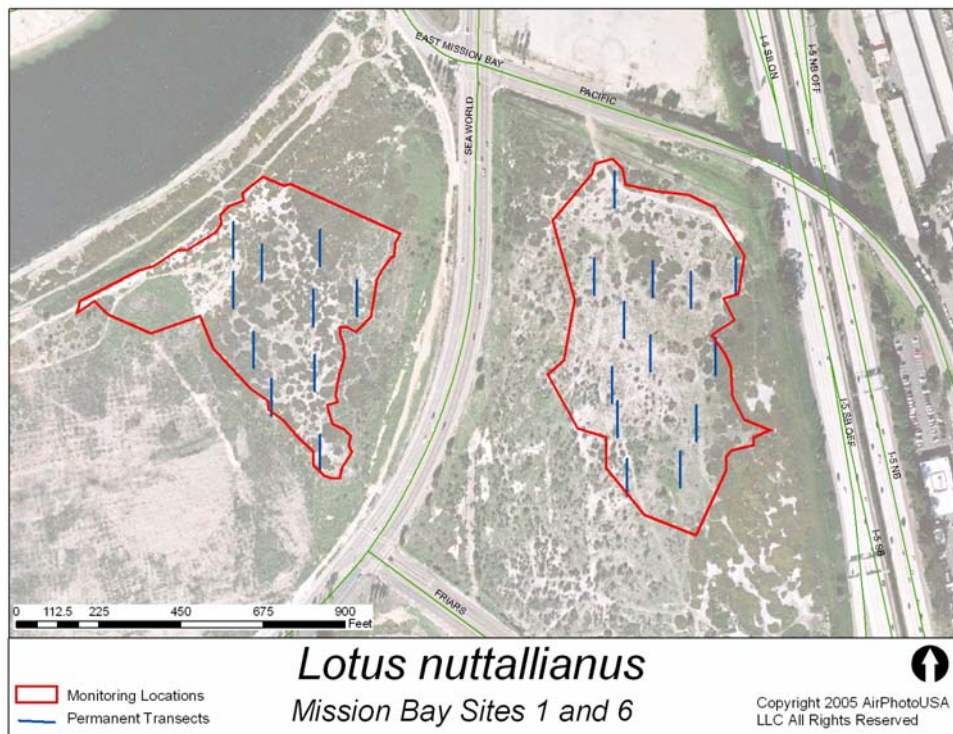 EAST MISSION BAY
PACIFIC
SEA WORLD
I-5 SB ON
I-5 NB OFF
I-5 SB OFF
I-5 NB
I-5 SB
FRIARS
0 112.5 225 450 675 900
Feet
Lotus nuttallianus
Mission Bay Sites 1 and 6
Monitoring Locations
Permanent Transects
Copyright 2005 AirPhotoUSA
LLC All Rights Reserved